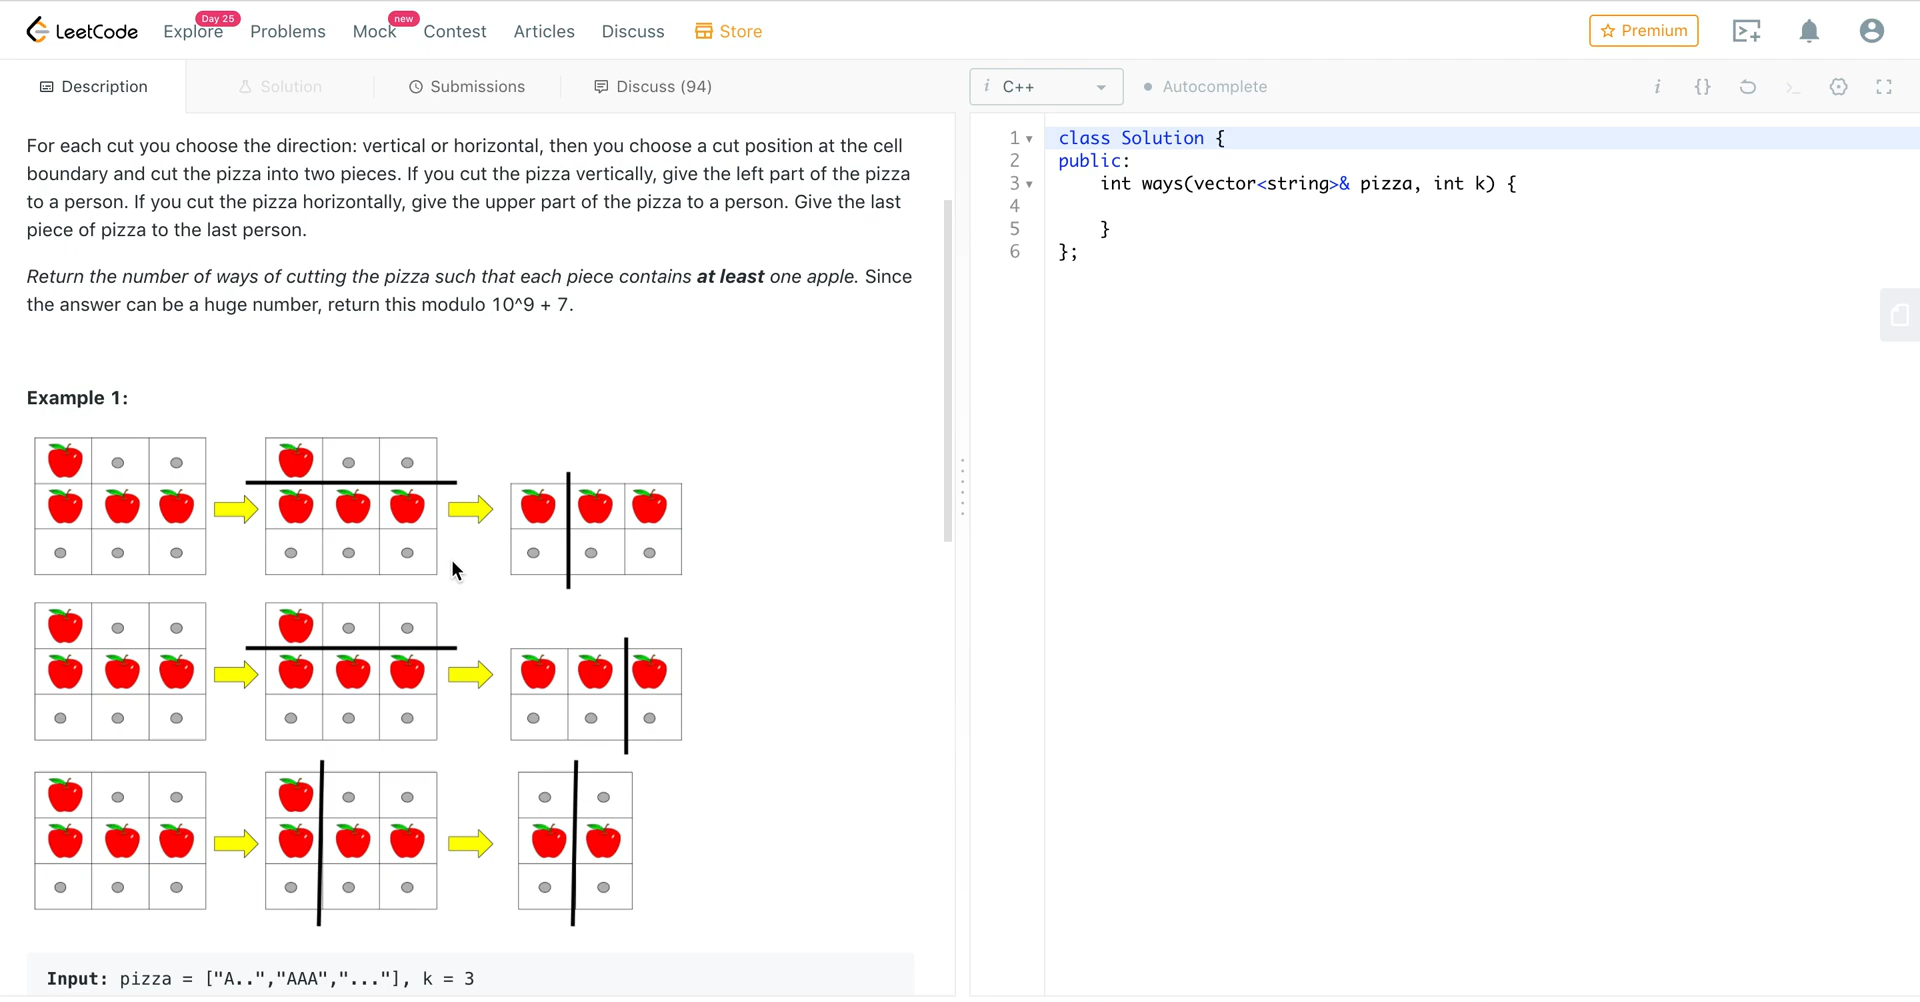 LeetCode Explore Day 25 Problems Mock new Contest Articles Discuss Store Premium
Description Solution Submissions Discuss (94)
For each cut you choose the direction: vertical or horizontal, then you choose a cut position at the cell
boundary and cut the pizza into two pieces. If you cut the pizza vertically, give the left part of the pizza
to a person. If you cut the pizza horizontally, give the upper part of the pizza to a person. Give the last
piece of pizza to the last person.
Return the number of ways of cutting the pizza such that each piece contains at least one apple. Since
the answer can be a huge number, return this modulo 10^9 + 7.
Example 1:
Input: pizza = ["A..","AAA","..."], k = 3
i C++ Autocomplete i {} >_
1 class Solution {
2 public:
3     int ways(vector<string>& pizza, int k) {
4
5     }
6 };